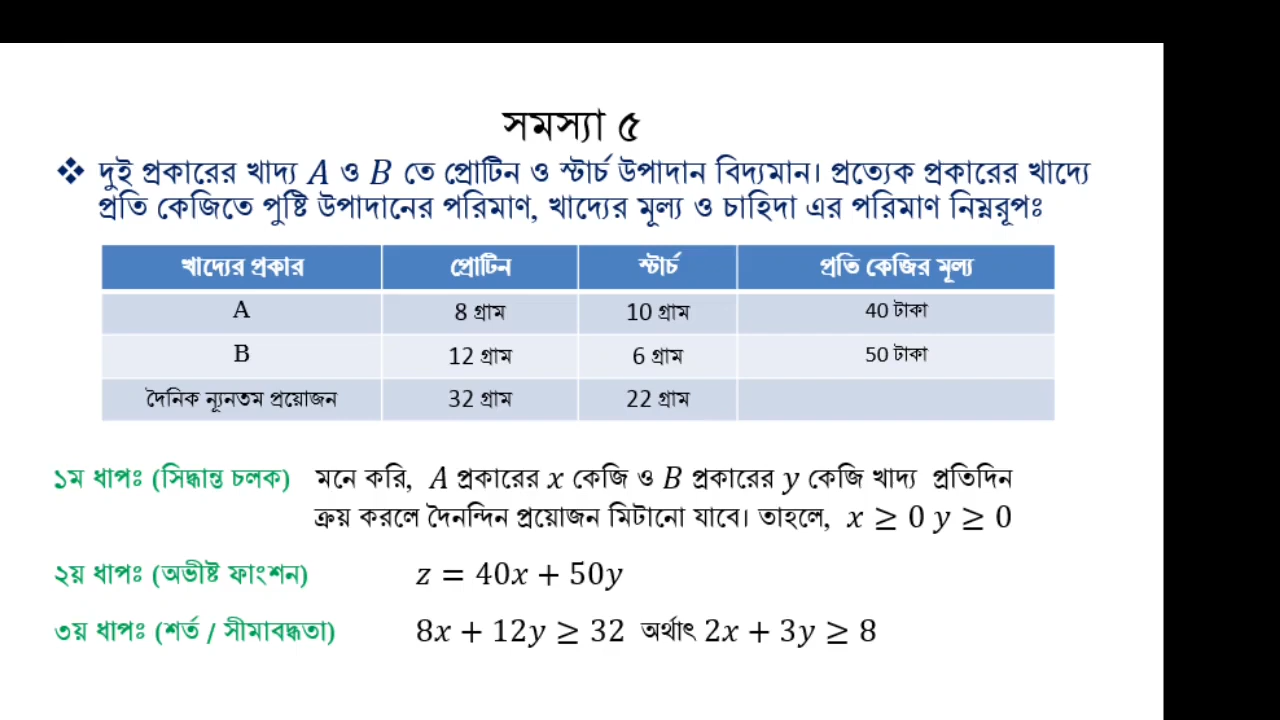 সমস্যা ৫
❖ দুই প্রকারের খাদ্য A ও B তে প্রোটিন ও স্টার্চ উপাদান বিদ্যমান। প্রত্যেক প্রকারের খাদ্যে
প্রতি কেজিতে পুষ্টি উপাদানের পরিমাণ, খাদ্যের মূল্য ও চাহিদা এর পরিমাণ নিম্নরূপঃ
খাদ্যের প্রকার প্রোটিন স্টার্চ প্রতি কেজির মূল্য
A 8 গ্রাম 10 গ্রাম 40 টাকা
B 12 গ্রাম 6 গ্রাম 50 টাকা
দৈনিক ন্যূনতম প্রয়োজন 32 গ্রাম 22 গ্রাম
১ম ধাপঃ (সিদ্ধান্ত চলক) মনে করি, A প্রকারের x কেজি ও B প্রকারের y কেজি খাদ্য প্রতিদিন
ক্রয় করলে দৈনন্দিন প্রয়োজন মিটানো যাবে। তাহলে, x ≥ 0 y ≥ 0
২য় ধাপঃ (অভীষ্ট ফাংশন) z = 40x + 50y
৩য় ধাপঃ (শর্ত / সীমাবদ্ধতা) 8x + 12y ≥ 32 অর্থাৎ 2x + 3y ≥ 8